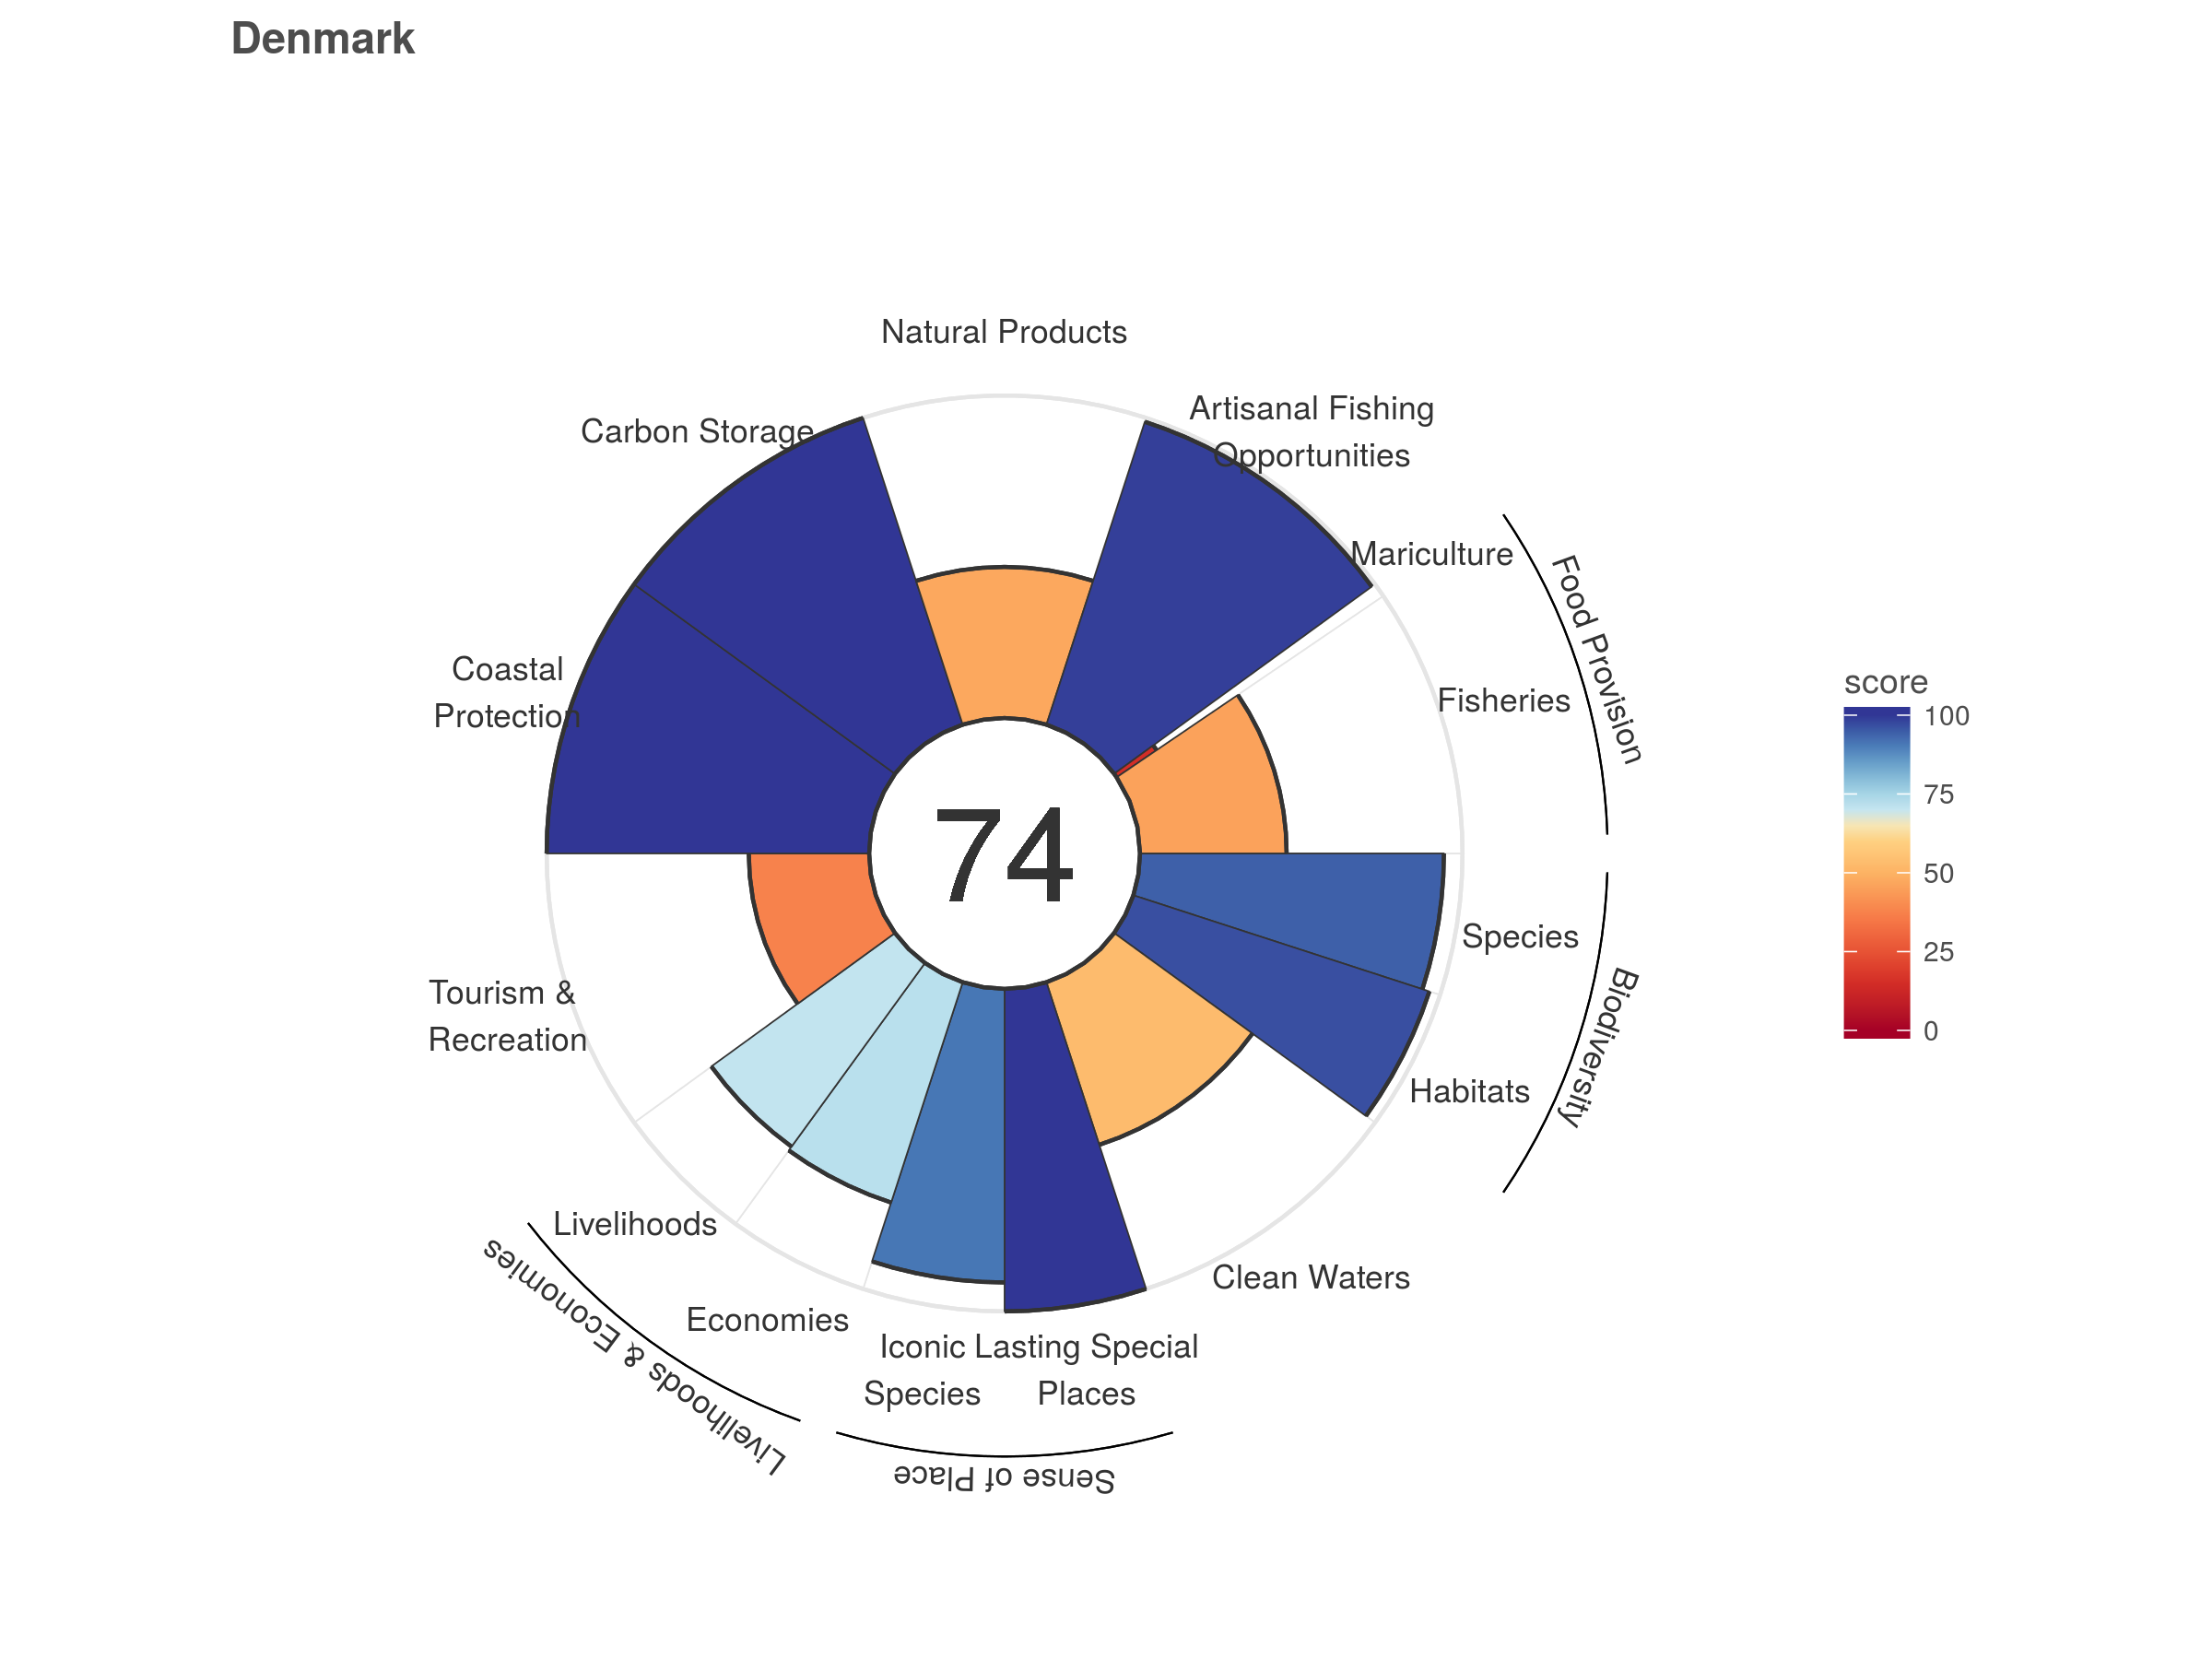 Denmark
Natural Products
Artisanal Fishing
Opportunities
Carbon Storage
Mariculture
Food Provision
Coastal
Protection
Fisheries
score
100
75
50
25
0
74
Species
Biodiversity
Tourism &
Recreation
Habitats
Livelihoods
Clean Waters
Economies
Livelihoods & Economies
Iconic
Species
Lasting Special
Places
Sense of Place